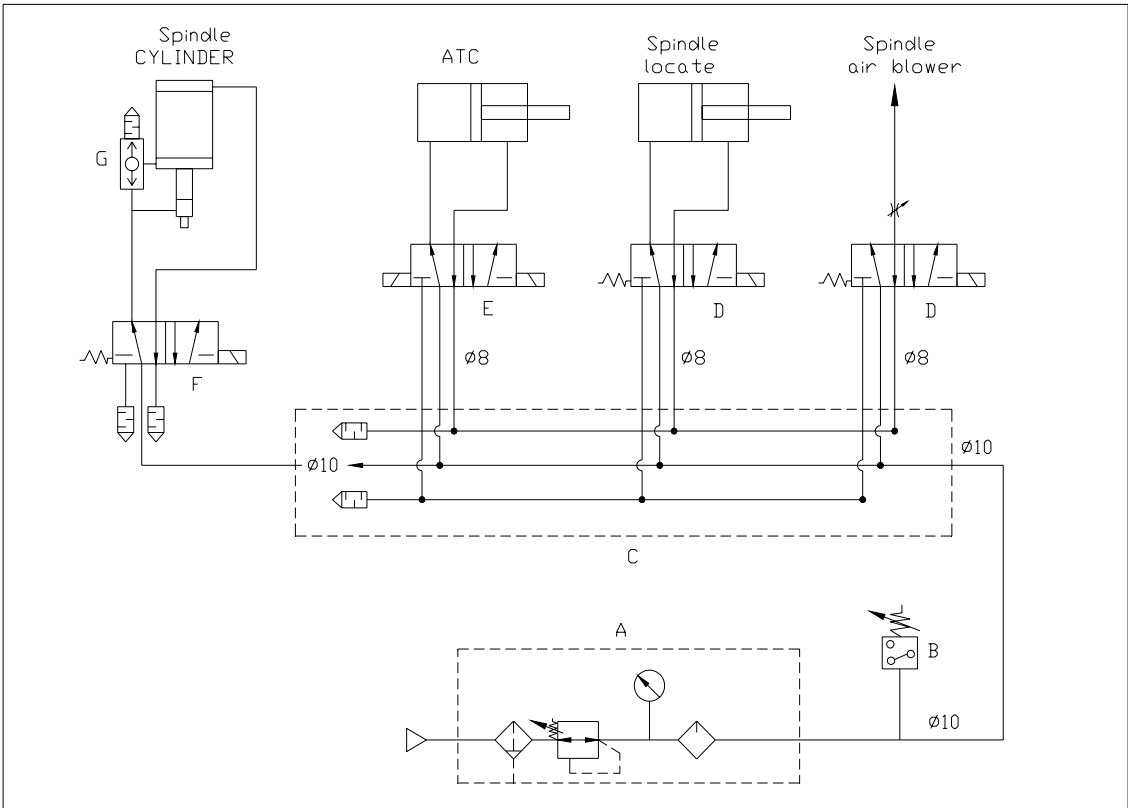 Spindle
CYLINDER
ATC
Spindle
locate
Spindle
air blower
G
E
D
D
F
Ø8
Ø8
Ø8
Ø10
Ø10
C
A
B
Ø10